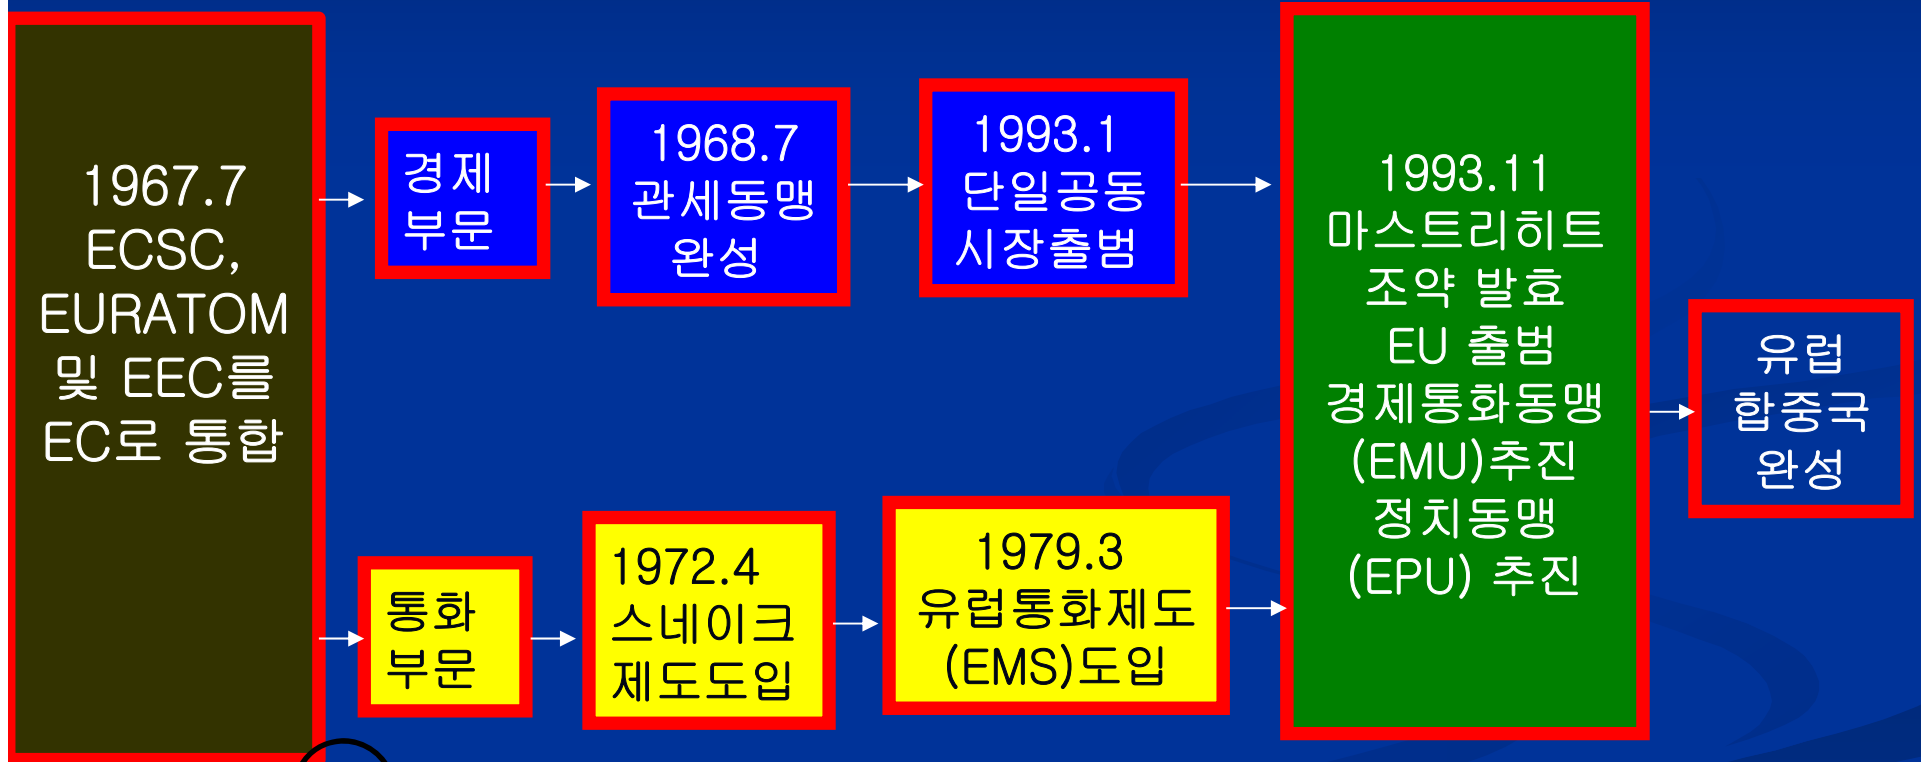 1967.7
ECSC,
EURATOM
및 EEC를
EC로 통합
경제
부문
1968.7
관세동맹
완성
1993.1
단일공동
시장출범
통화
부문
1972.4
스네이크
제도도입
1979.3
유럽통화제도
(EMS)도입
1993.11
마스트리히트
조약 발효
EU 출범
경제통화동맹
(EMU)추진
정치동맹
(EPU) 추진
유럽
합중국
완성